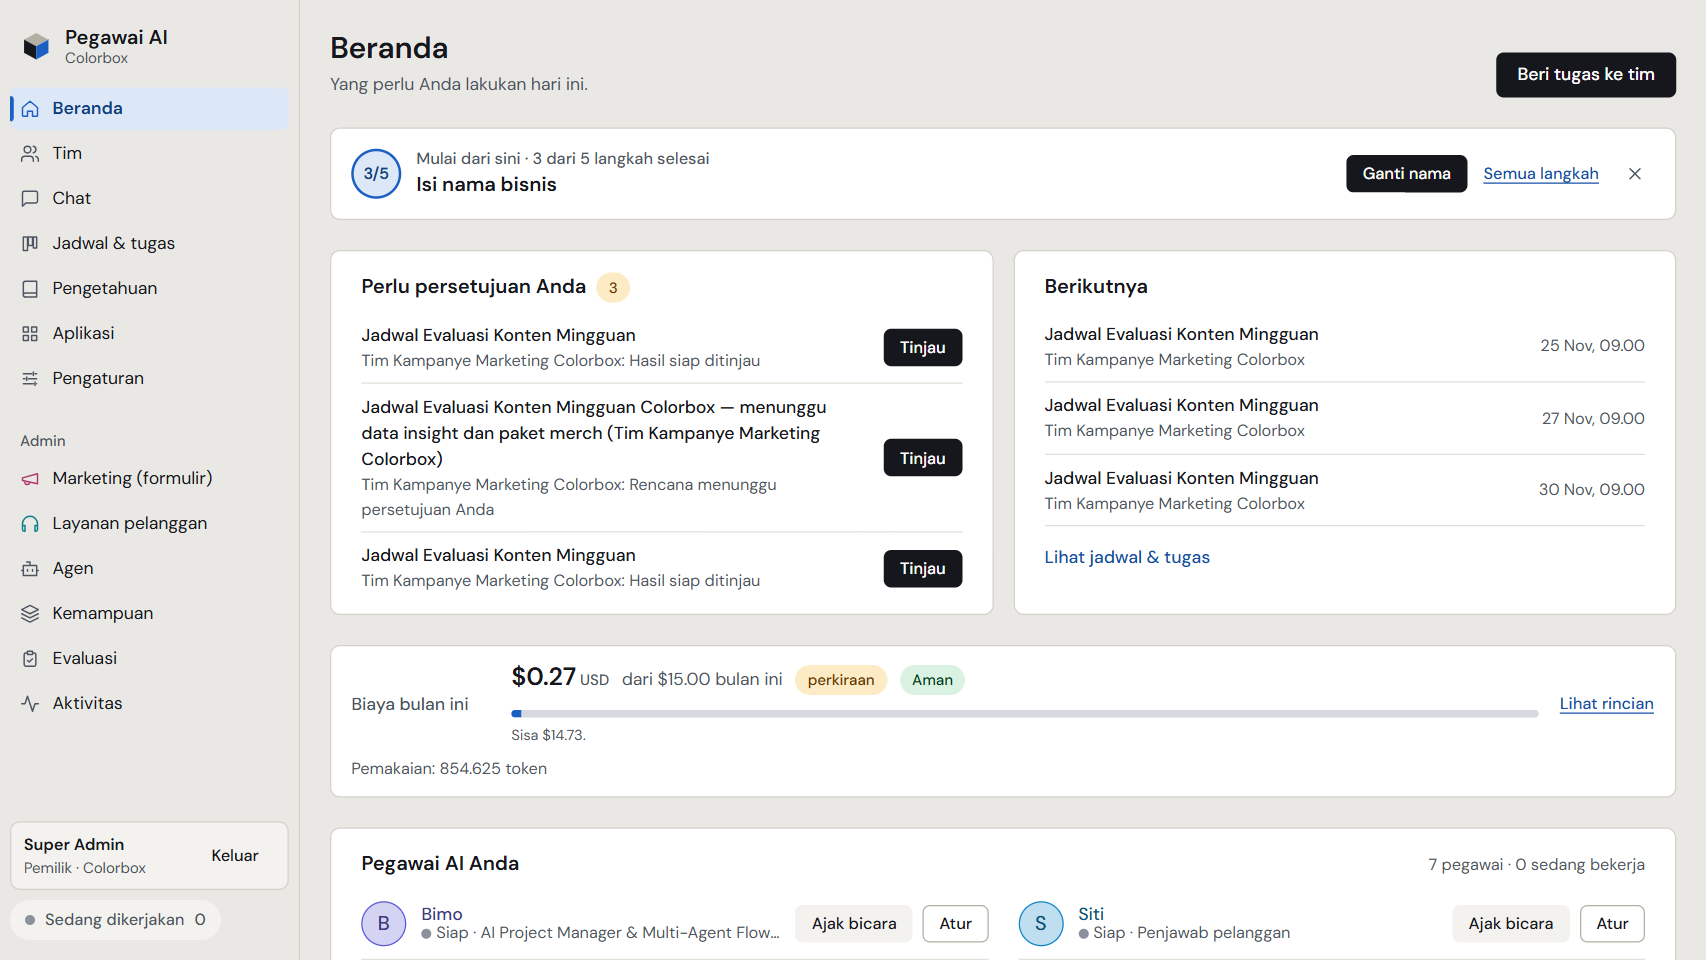 Pegawai AI
Colorbox
Beranda
Tim
Chat
Jadwal & tugas
Pengetahuan
Aplikasi
Pengaturan
Admin
Marketing (formulir)
Layanan pelanggan
Agen
Kemampuan
Evaluasi
Aktivitas
Super Admin
Pemilik · Colorbox
Keluar
Sedang dikerjakan 0
Beranda
Yang perlu Anda lakukan hari ini.
Beri tugas ke tim
3/5
Mulai dari sini · 3 dari 5 langkah selesai
Isi nama bisnis
Ganti nama
Semua langkah
Perlu persetujuan Anda 3
Jadwal Evaluasi Konten Mingguan
Tim Kampanye Marketing Colorbox: Hasil siap ditinjau
Tinjau
Jadwal Evaluasi Konten Mingguan Colorbox — menunggu
data insight dan paket merch (Tim Kampanye Marketing
Colorbox)
Tim Kampanye Marketing Colorbox: Rencana menunggu
persetujuan Anda
Tinjau
Jadwal Evaluasi Konten Mingguan
Tim Kampanye Marketing Colorbox: Hasil siap ditinjau
Tinjau
Berikutnya
Jadwal Evaluasi Konten Mingguan
Tim Kampanye Marketing Colorbox
25 Nov, 09.00
Jadwal Evaluasi Konten Mingguan
Tim Kampanye Marketing Colorbox
27 Nov, 09.00
Jadwal Evaluasi Konten Mingguan
Tim Kampanye Marketing Colorbox
30 Nov, 09.00
Lihat jadwal & tugas
Biaya bulan ini
$0.27 USD dari $15.00 bulan ini perkiraan Aman
Sisa $14.73.
Lihat rincian
Pemakaian: 854.625 token
Pegawai AI Anda
7 pegawai · 0 sedang bekerja
B
Bimo
Siap · AI Project Manager & Multi-Agent Flow...
Ajak bicara
Atur
S
Siti
Siap · Penjawab pelanggan
Ajak bicara
Atur